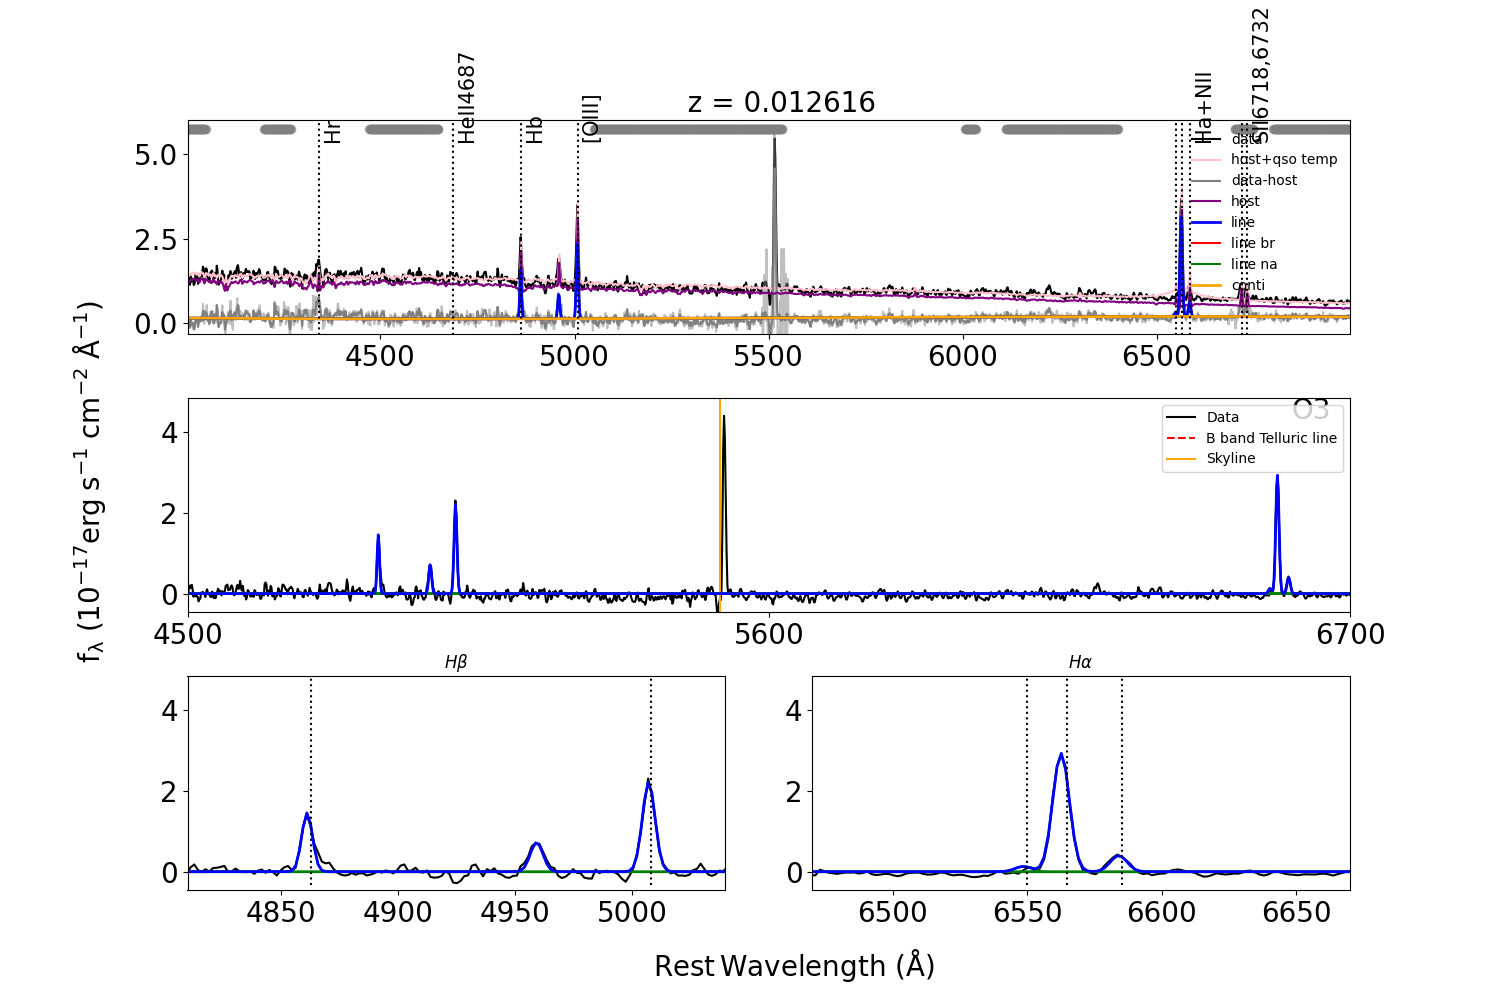 z = 0.012616
Hr
HeII4687
Hb
[OIII]
Ha+NII
SII6718,6732
data
host+qso temp
data-host
host
line
line br
line na
conti
5.0
2.5
0.0
4500 5000 5500 6000 6500
O3
Data
B band Telluric line
Skyline
4
2
0
4500 5600 6700
fλ (10⁻¹⁷erg s⁻¹ cm⁻² Å⁻¹)
Hβ
4
2
0
4850 4900 4950 5000
Hα
4
2
0
6500 6550 6600 6650
Rest Wavelength (Å)